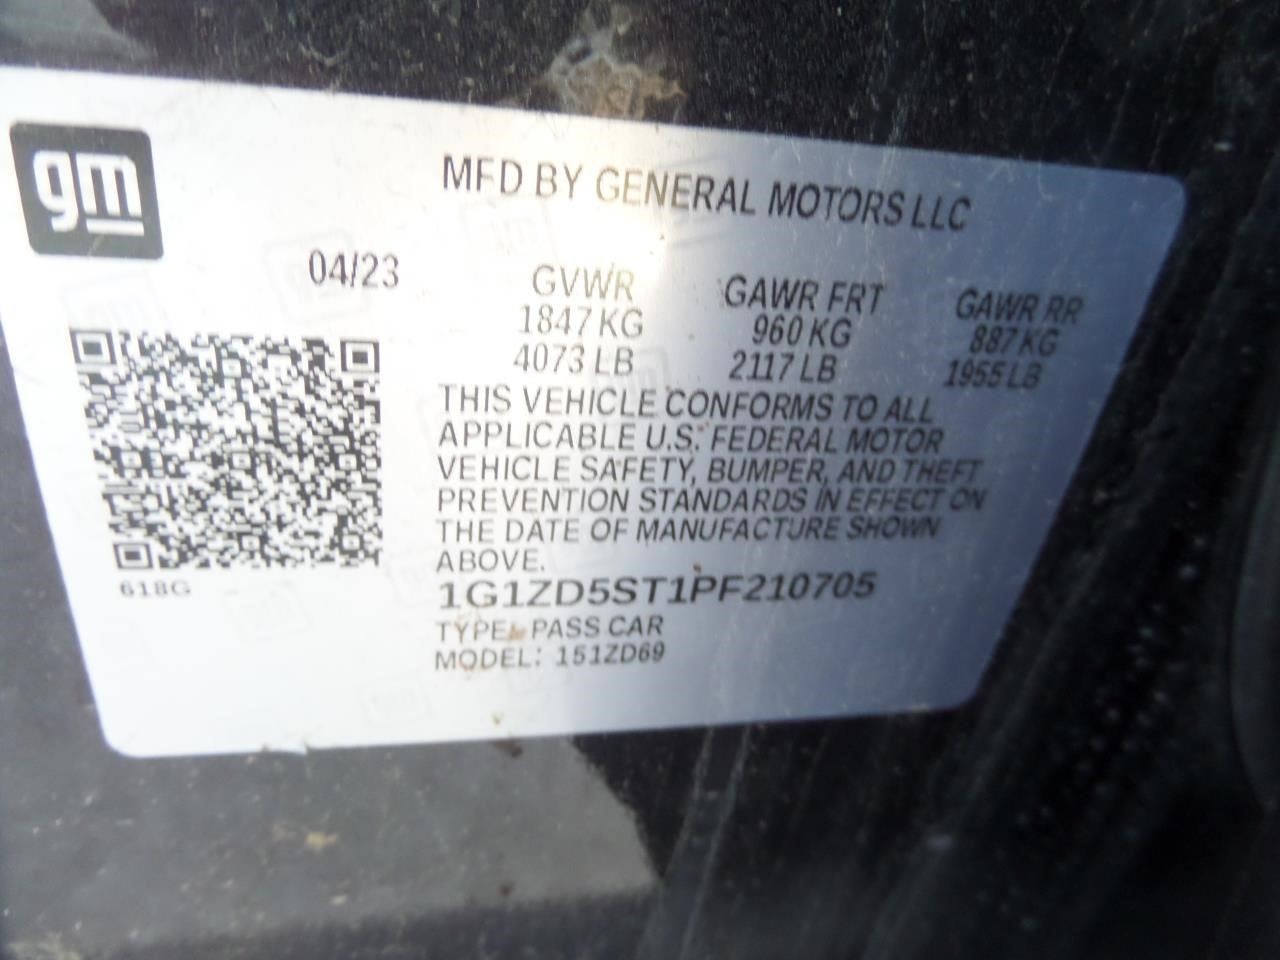 gm
MFD BY GENERAL MOTORS LLC
04/23
GVWR GAWR FRT GAWR RR
1847 KG 960 KG 887 KG
4073 LB 2117 LB 1955 LB
THIS VEHICLE CONFORMS TO ALL
APPLICABLE U.S. FEDERAL MOTOR
VEHICLE SAFETY, BUMPER, AND THEFT
PREVENTION STANDARDS IN EFFECT ON
THE DATE OF MANUFACTURE SHOWN
ABOVE.
618G
1G1ZD5ST1PF210705
TYPE: PASS CAR
MODEL: 151ZD69